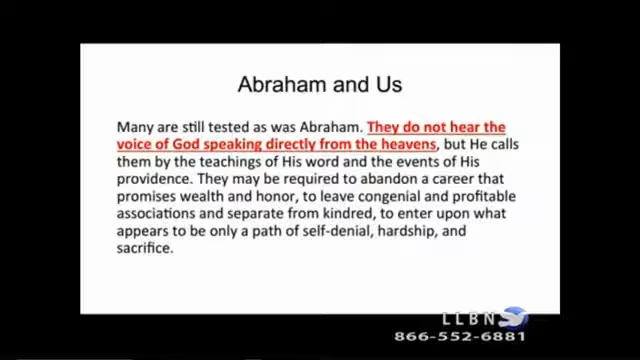 Abraham and Us
Many are still tested as was Abraham. They do not hear the
voice of God speaking directly from the heavens, but He calls
them by the teachings of His word and the events of His
providence. They may be required to abandon a career that
promises wealth and honor, to leave congenial and profitable
associations and separate from kindred, to enter upon what
appears to be only a path of self-denial, hardship, and
sacrifice.
LLBN
866-552-6881